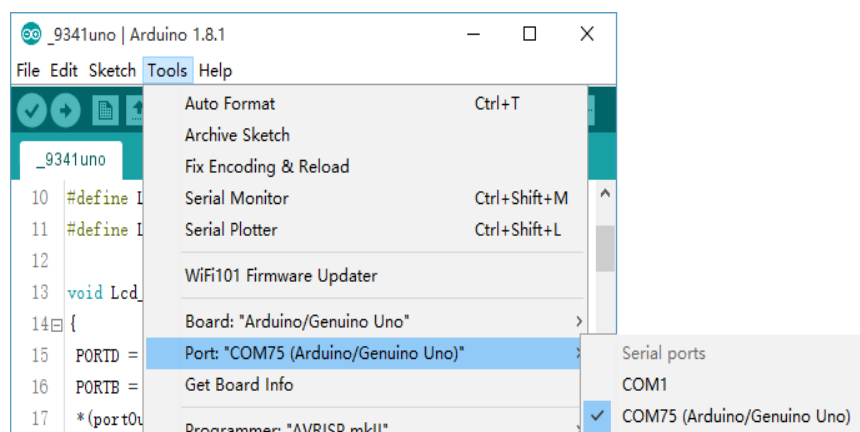 _9341uno | Arduino 1.8.1
File Edit Sketch Tools Help
_9341uno
Auto Format Ctrl+T
Archive Sketch
Fix Encoding & Reload
Serial Monitor Ctrl+Shift+M
Serial Plotter Ctrl+Shift+L
WiFi101 Firmware Updater
Board: "Arduino/Genuino Uno"
Port: "COM75 (Arduino/Genuino Uno)"
Get Board Info
Programmer: "AVRISP mkII"
10 #define
11 #define
12
13 void Lcd_
14 {
15 PORTD =
16 PORTB =
17 *(portOu
Serial ports
COM1
COM75 (Arduino/Genuino Uno)